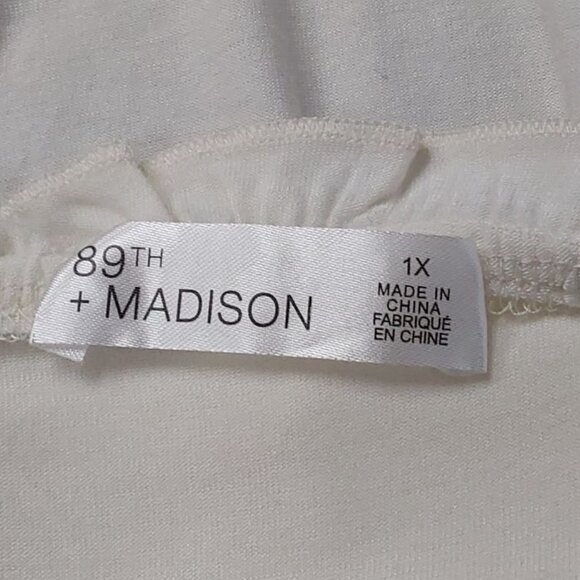 89TH
+ MADISON
1X
MADE IN
CHINA
FABRIQUÉ
EN CHINE